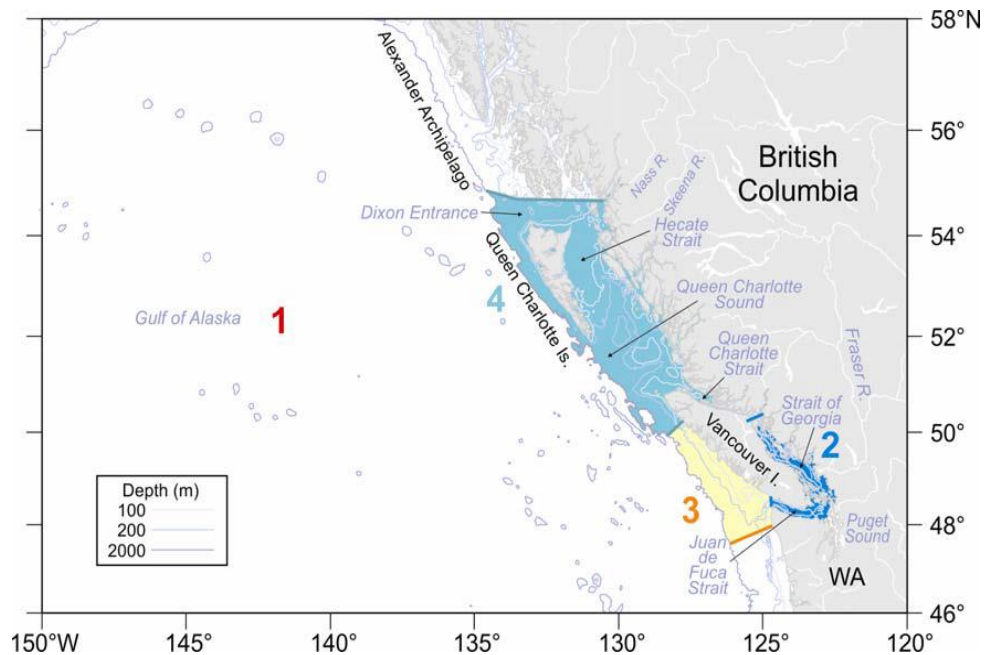 58°N
Alexander Archipelago
56°
British
Columbia
Nass R.
Skeena R.
Dixon Entrance
Hecate
Strait
54°
Queen Charlotte Is.
4
Queen Charlotte
Sound
Gulf of Alaska
1
52°
Queen
Charlotte
Strait
Fraser R.
Strait of
Georgia
2
50°
Vancouver I.
Depth (m)
100
200
2000
3
Juan
de
Fuca
Strait
Puget
Sound
48°
WA
46°
150°W
145°
140°
135°
130°
125°
120°